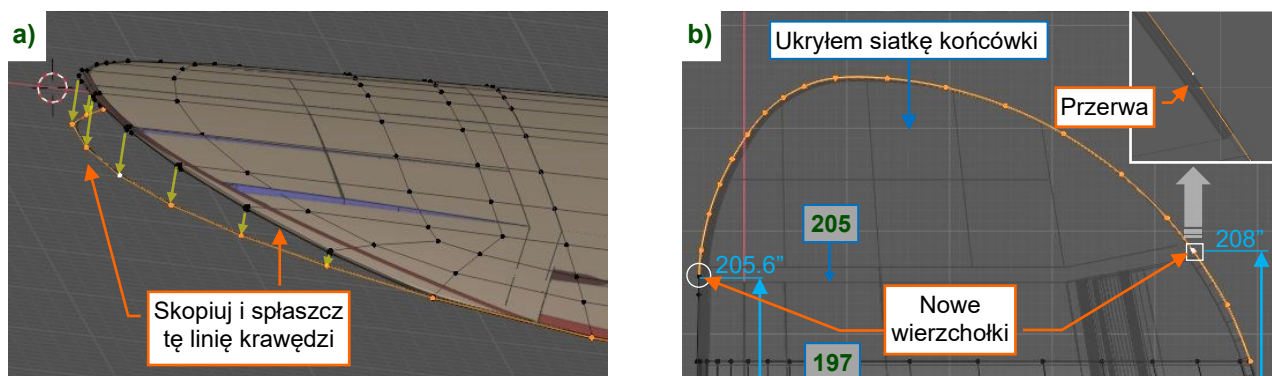 a)
Skopiuj i spłaszcz
tę linię krawędzi
b)
Ukryłem siatkę końcówki
Przerwa
205
208”
205.6”
Nowe
wierzchołki
197